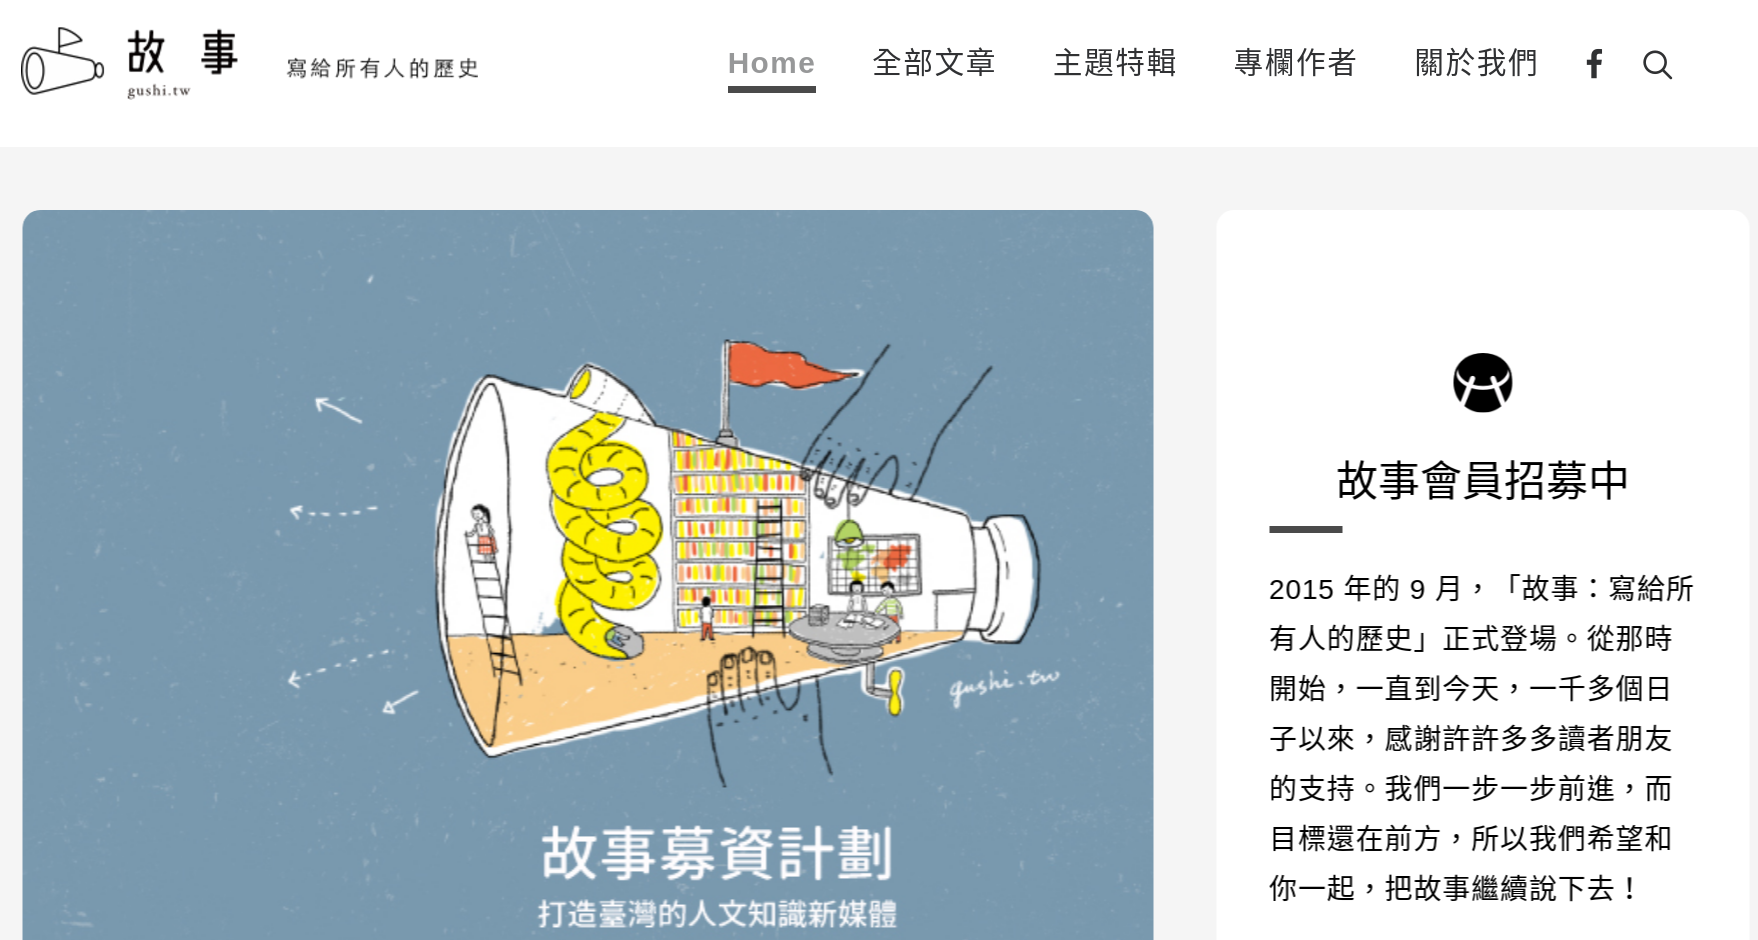 故事
gushi.tw
寫給所有人的歷史
Home
全部文章
主題特輯
專欄作者
關於我們
gushi.tw
故事募資計劃
打造臺灣的人文知識新媒體
故事會員招募中
2015 年的 9 月，「故事：寫給所
有人的歷史」正式登場。從那時
開始，一直到今天，一千多個日
子以來，感謝許許多多讀者朋友
的支持。我們一步一步前進，而
目標還在前方，所以我們希望和
你一起，把故事繼續說下去！